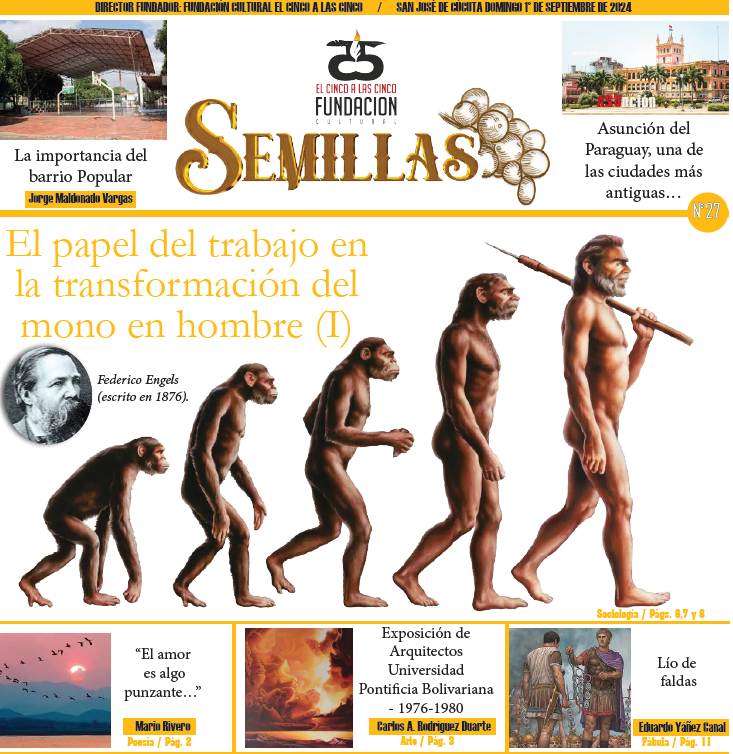 DIRECTOR FUNDADOR: FUNDACIÓN CULTURAL EL CINCO A LAS CINCO / SAN JOSÉ DE CÚCUTA DOMINGO 1° DE SEPTIEMBRE DE 2024
La importancia del
barrio Popular
Jorge Maldonado Vargas
EL CINCO A LAS CINCO
FUNDACION
CULTURAL
SEMILLAS
ASUNCIÓN
Asunción del
Paraguay, una de
las ciudades más
antiguas…
N°27
El papel del trabajo en
la transformación del
mono en hombre (I)
Federico Engels
(escrito en 1876).
Sociología / Págs. 6,7 y 8
“El amor
es algo
punzante…”
Mario Rivero
Poesía / Pág. 2
Exposición de
Arquitectos
Universidad
Pontificia Bolivariana
- 1976-1980
Carlos A. Rodríguez Duarte
Arte / Pág. 3
Lío de
faldas
Eduardo Yáñez Canal
Fábula / Pág. 11